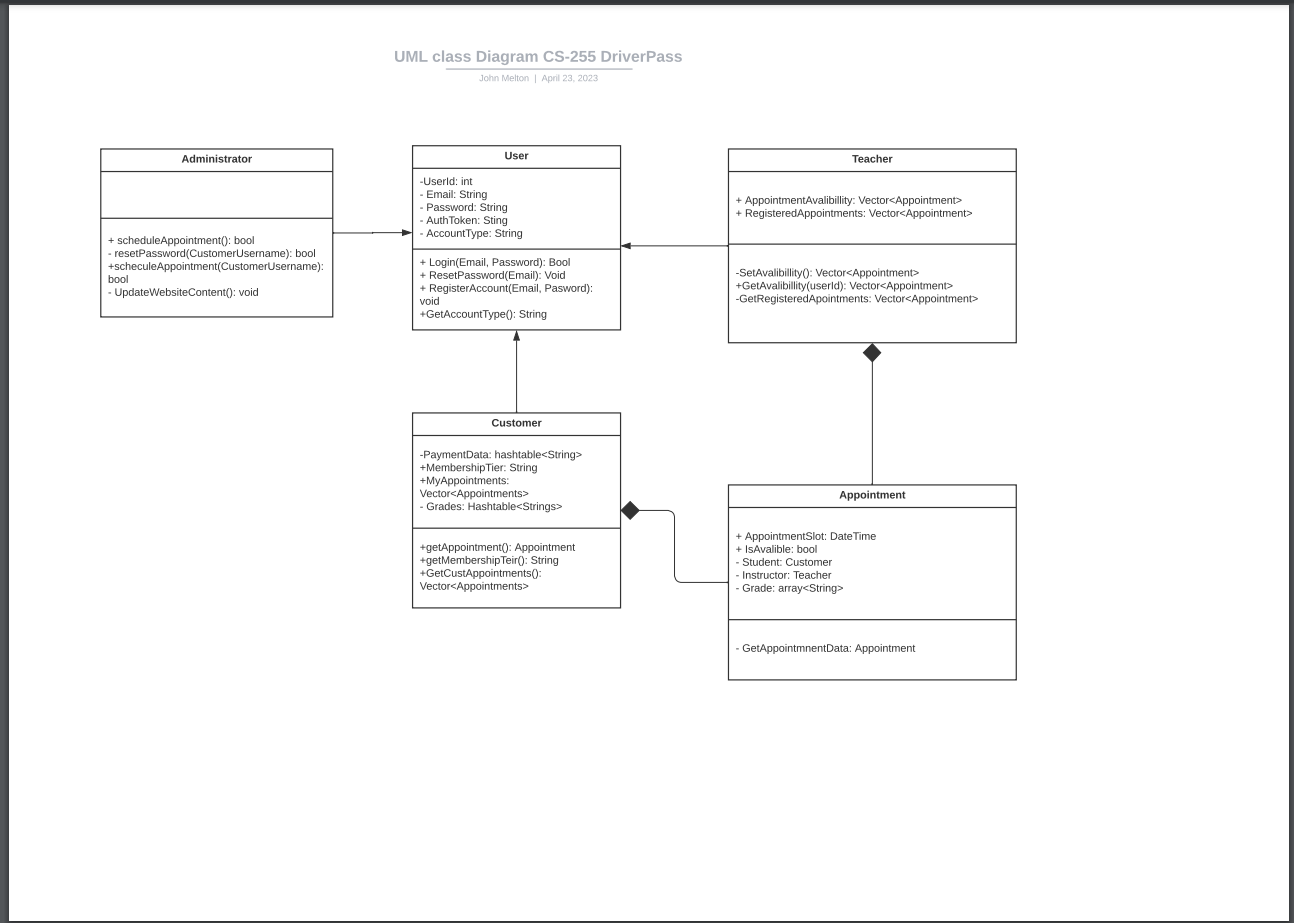 UML class Diagram CS-255 DriverPass
John Melton | April 23, 2023
Administrator
+ scheduleAppointment(): bool
- resetPassword(CustomerUsername): bool
+scheculeAppointment(CustomerUsername):
bool
- UpdateWebsiteContent(): void
User
-UserId: int
- Email: String
- Password: String
- AuthToken: Sting
- AccountType: String
+ Login(Email, Password): Bool
+ ResetPassword(Email): Void
+ RegisterAccount(Email, Pasword):
void
+GetAccountType(): String
Teacher
+ AppointmentAvalibillity: Vector<Appointment>
+ RegisteredAppointments: Vector<Appointment>
-SetAvalibillity(): Vector<Appointment>
+GetAvalibillity(userId): Vector<Appointment>
-GetRegisteredApointments: Vector<Appointment>
Customer
-PaymentData: hashtable<String>
+MembershipTier: String
+MyAppointments:
Vector<Appointments>
- Grades: Hashtable<Strings>
+getAppointment(): Appointment
+getMembershipTeir(): String
+GetCustAppointments():
Vector<Appointments>
Appointment
+ AppointmentSlot: DateTime
+ IsAvalible: bool
- Student: Customer
- Instructor: Teacher
- Grade: array<String>
- GetAppointmnentData: Appointment